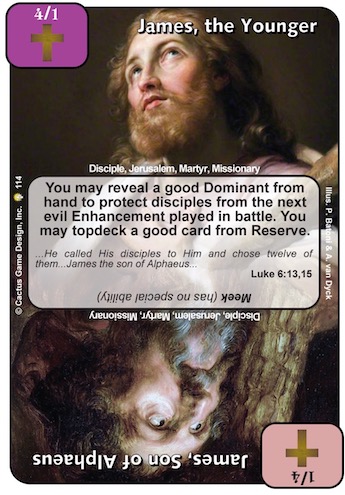 4/1
James, the Younger
Disciple, Jerusalem, Martyr, Missionary
You may reveal a good Dominant from
hand to protect disciples from the next
evil Enhancement played in battle. You
may topdeck a good card from Reserve.
...He called His disciples to Him and chose twelve of
them...James the son of Alphaeus...
Luke 6:13,15
Meek (has no special ability)
Disciple, Jerusalem, Martyr, Missionary
James, Son of Alphaeus
1/4
© Cactus Game Design, Inc.
114
Illus. P. Batoni & A. van Dyck